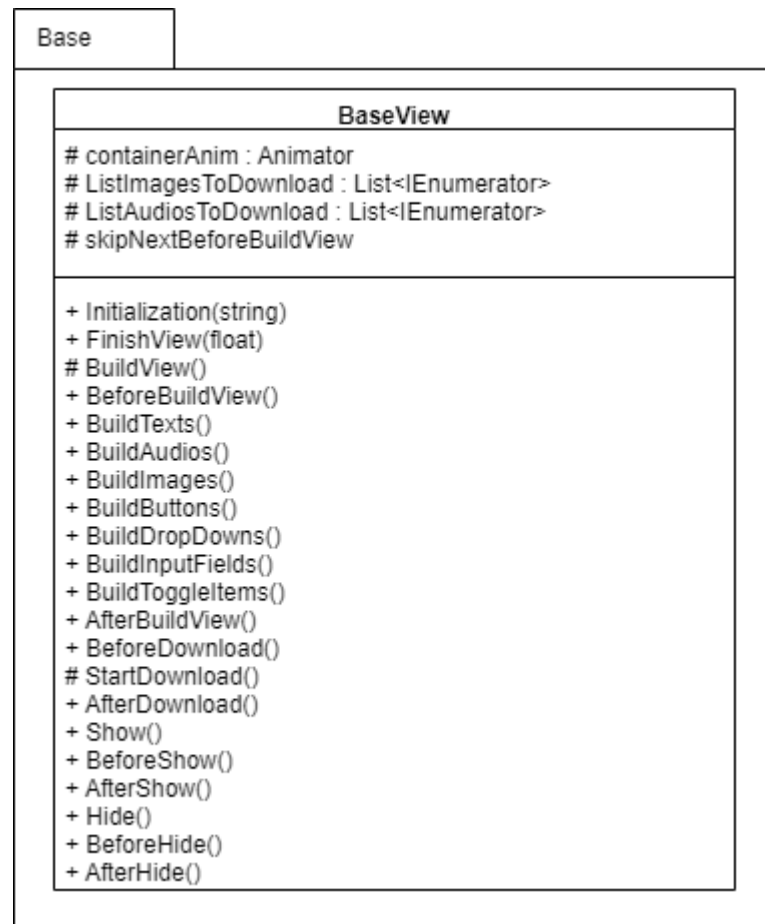 Base
BaseView
# containerAnim : Animator
# ListImagesToDownload : List<IEnumerator>
# ListAudiosToDownload : List<IEnumerator>
# skipNextBeforeBuildView
+ Initialization(string)
+ FinishView(float)
# BuildView()
+ BeforeBuildView()
+ BuildTexts()
+ BuildAudios()
+ BuildImages()
+ BuildButtons()
+ BuildDropDowns()
+ BuildInputFields()
+ BuildToggleItems()
+ AfterBuildView()
+ BeforeDownload()
# StartDownload()
+ AfterDownload()
+ Show()
+ BeforeShow()
+ AfterShow()
+ Hide()
+ BeforeHide()
+ AfterHide()